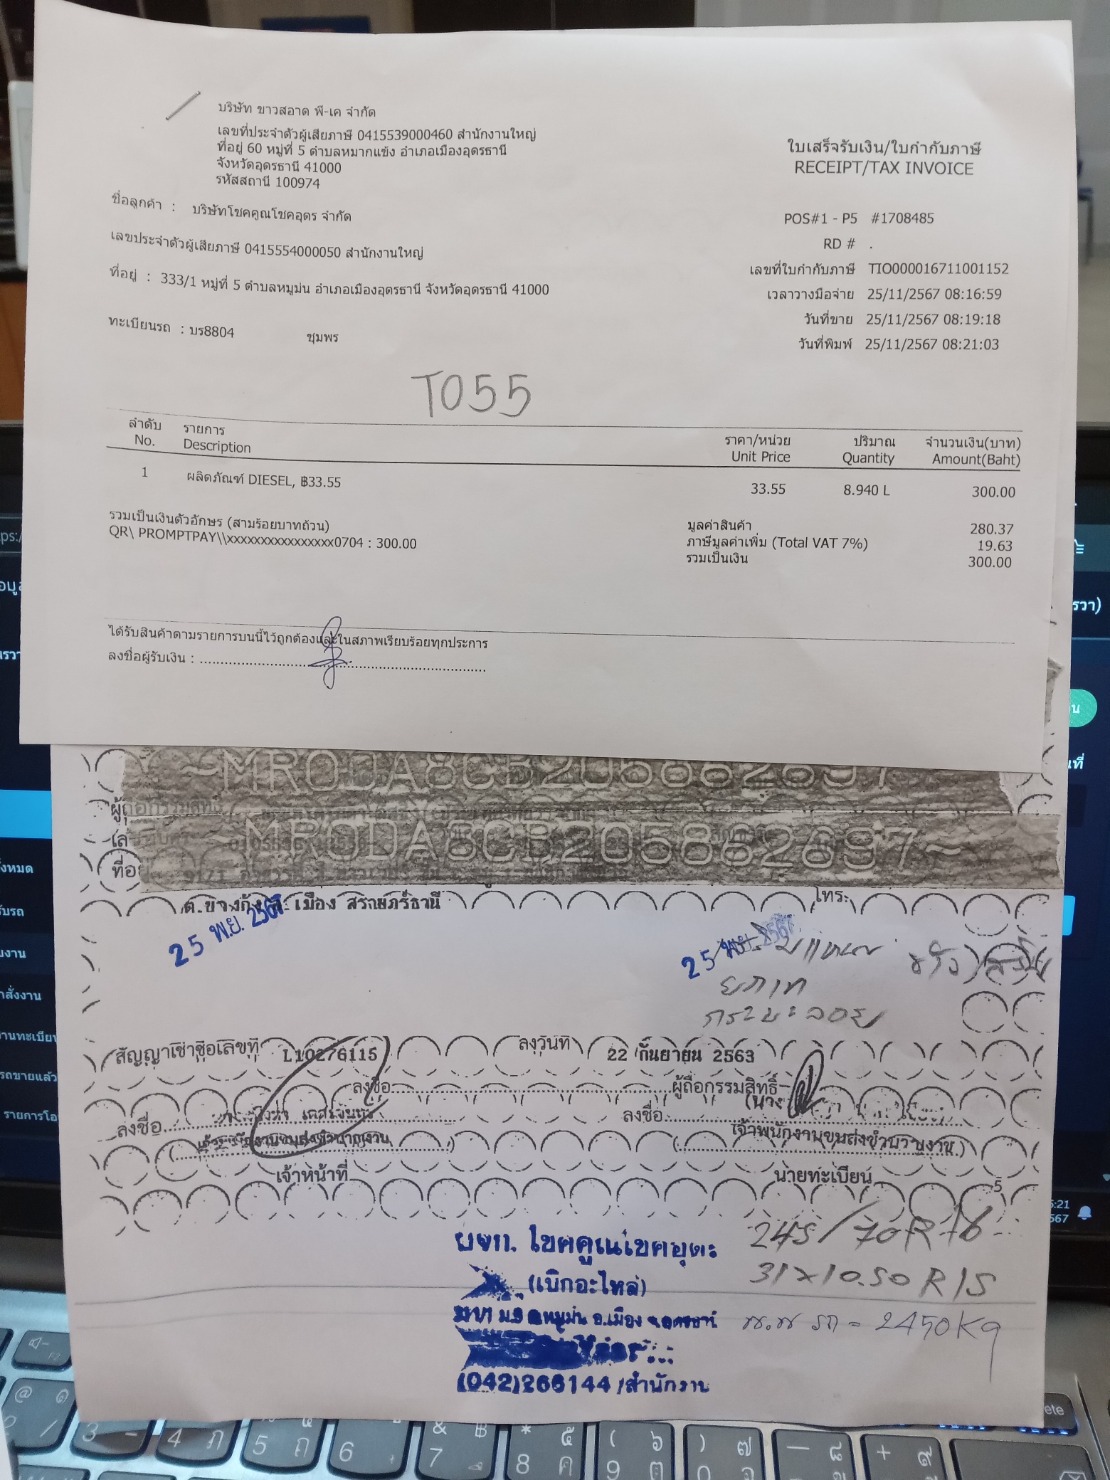 บริษัท ขาวสอาด พี-เค จำกัด
เลขที่ประจำตัวผู้เสียภาษี 0415539000460 สำนักงานใหญ่
ที่อยู่ 60 หมู่ที่ 5 ตำบลหมากแข้ง อำเภอเมืองอุดรธานี
จังหวัดอุดรธานี 41000
รหัสสถานี 100974
ใบเสร็จรับเงิน/ใบกำกับภาษี
RECEIPT/TAX INVOICE
ชื่อลูกค้า : บริษัทโชคคูณโชคอุดร จำกัด
เลขประจำตัวผู้เสียภาษี 0415554000050 สำนักงานใหญ่
ที่อยู่ : 333/1 หมู่ที่ 5 ตำบลหมูม่น อำเภอเมืองอุดรธานี จังหวัดอุดรธานี 41000
ทะเบียนรถ : บร8804 ชุมพร
POS#1 - P5 #1708485
RD # .
เลขที่ใบกำกับภาษี TIO000016711001152
เวลาวางมือจ่าย 25/11/2567 08:16:59
วันที่ขาย 25/11/2567 08:19:18
วันที่พิมพ์ 25/11/2567 08:21:03
T055
ลำดับ รายการ ราคา/หน่วย ปริมาณ จำนวนเงิน(บาท)
No. Description Unit Price Quantity Amount(Baht)
1 ผลิตภัณฑ์ DIESEL, ฿33.55 33.55 8.940 L 300.00
รวมเป็นเงินตัวอักษร (สามร้อยบาทถ้วน)
QR\ PROMPTPAY\\xxxxxxxxxxxxxxxx0704 : 300.00
มูลค่าสินค้า 280.37
ภาษีมูลค่าเพิ่ม (Total VAT 7%) 19.63
รวมเป็นเงิน 300.00
ได้รับสินค้าตามรายการบนนี้ไว้ถูกต้องและในสภาพเรียบร้อยทุกประการ
ลงชื่อผู้รับเงิน :
~MRODA8CB205862697
~MRODA8CB205862697~
ที่อยู่
เมือง โทร.
25 พ.ย. 2567
25 พ.ย. 2567
กระบะ
สัญญาเช่าซื้อเลขที่ L10276115 ลงวันที่ 22 กันยายน 2563
ลงชื่อ ผู้ถือกรรมสิทธิ์
ลงชื่อ ลงชื่อ (นาง
เจ้าพนักงานขนส่งชำนาญงาน
เจ้าหน้าที่ นายทะเบียน
5
245/70R16
31x10.50R15
น.น รถ = 2450 Kg
(เบิกอะไหล่)
(042)266144/สำนักงาน